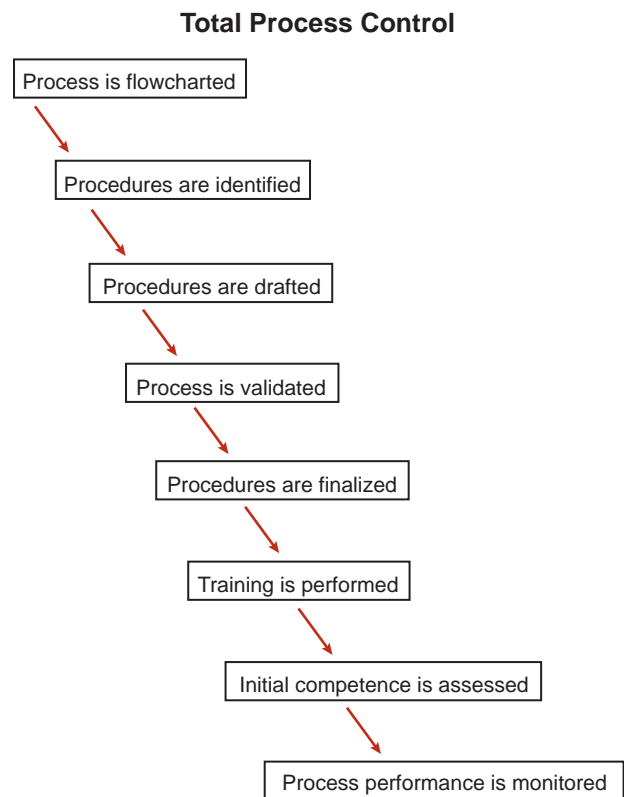 Total Process Control
Process is flowcharted
Procedures are identified
Procedures are drafted
Process is validated
Procedures are finalized
Training is performed
Initial competence is assessed
Process performance is monitored